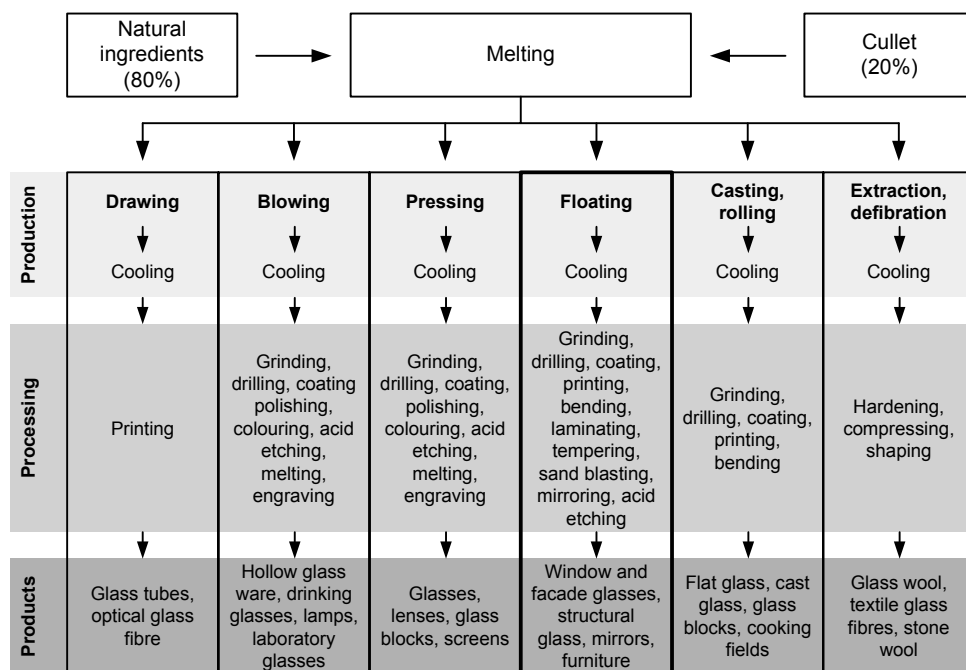 Natural
ingredients
(80%)
Melting
Cullet
(20%)
Production
Drawing
Cooling
Blowing
Cooling
Pressing
Cooling
Floating
Cooling
Casting,
rolling
Cooling
Extraction,
defibration
Cooling
Processing
Printing
Grinding,
drilling, coating
polishing,
colouring, acid
etching,
melting,
engraving
Grinding,
drilling, coating,
polishing,
colouring, acid
etching,
melting,
engraving
Grinding,
drilling, coating,
printing,
bending,
laminating,
tempering,
sand blasting,
mirroring, acid
etching
Grinding,
drilling, coating,
printing,
bending
Hardening,
compressing,
shaping
Products
Glass tubes,
optical glass
fibre
Hollow glass
ware, drinking
glasses, lamps,
laboratory
glasses
Glasses,
lenses, glass
blocks, screens
Window and
facade glasses,
structural
glass, mirrors,
furniture
Flat glass, cast
glass, glass
blocks, cooking
fields
Glass wool,
textile glass
fibres, stone
wool